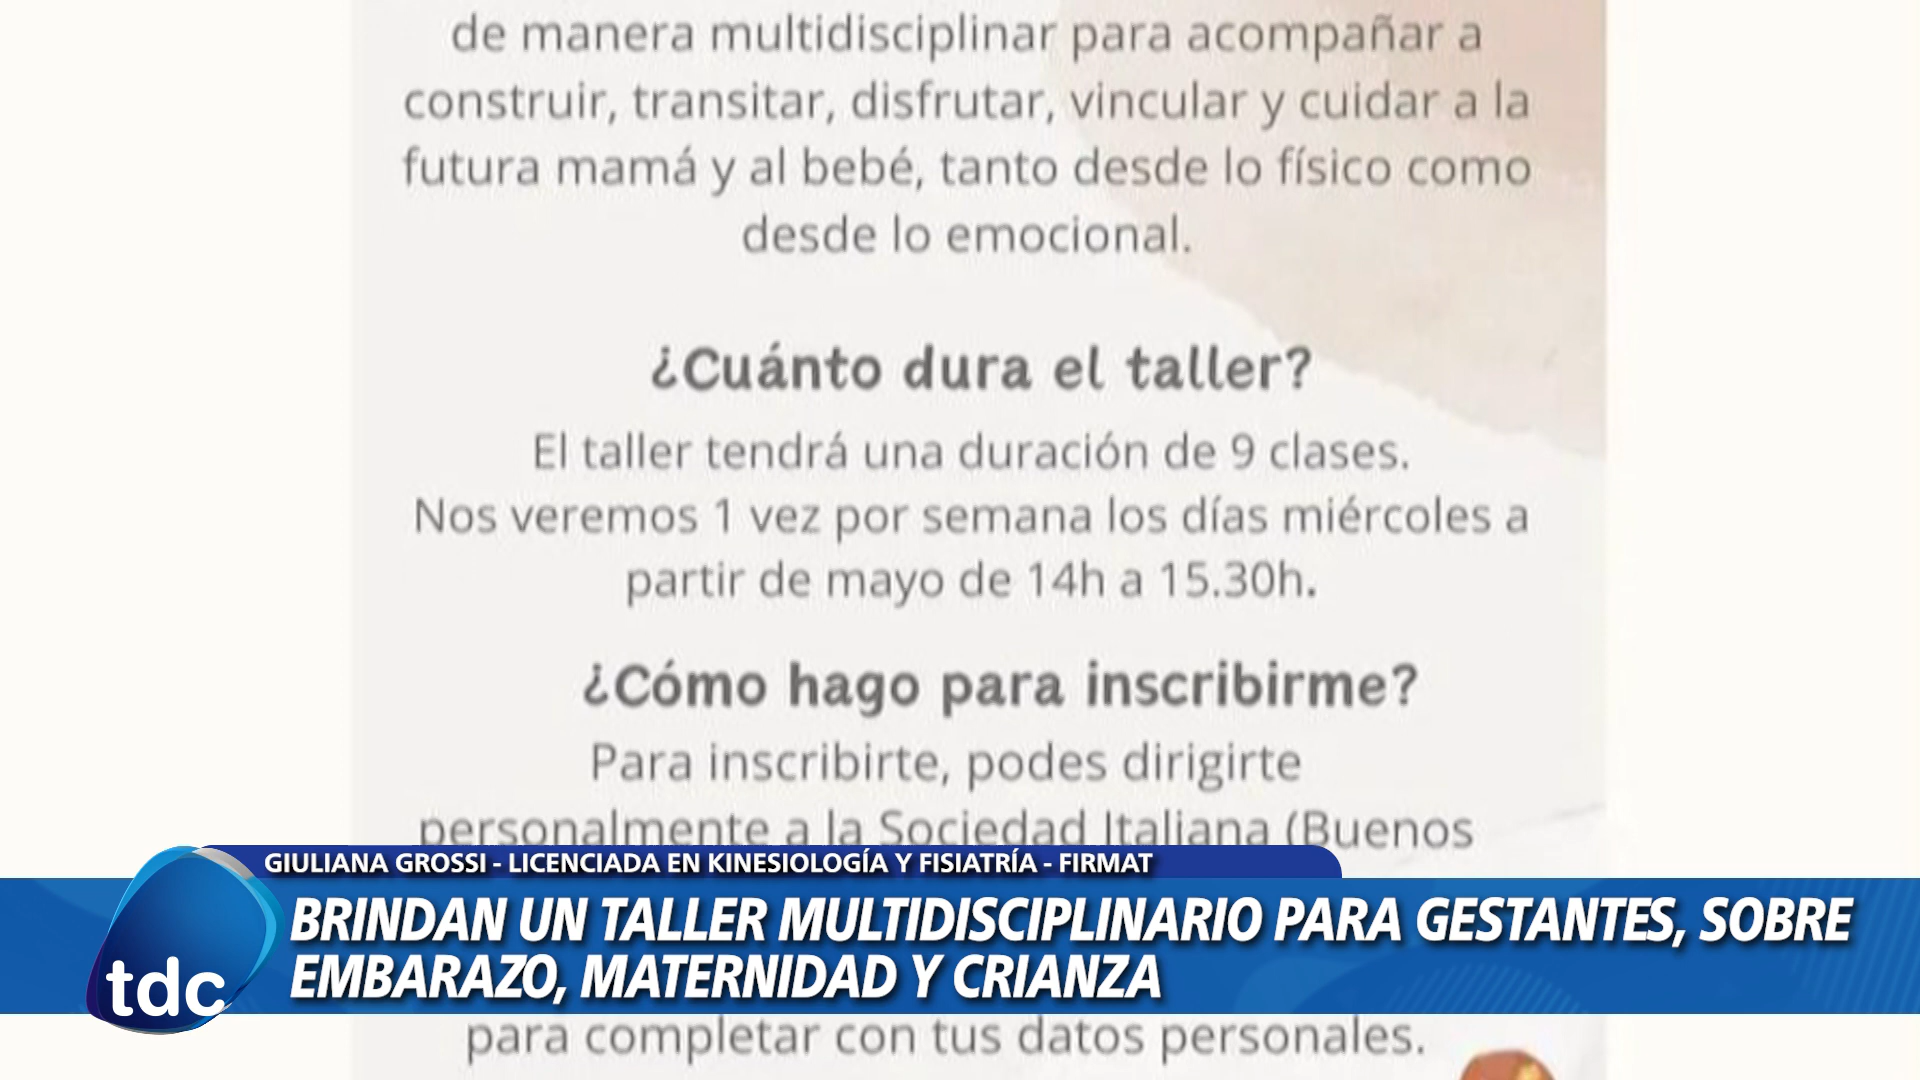 de manera multidisciplinar para acompañar a
construir, transitar, disfrutar, vincular y cuidar a la
futura mamá y al bebé, tanto desde lo físico como
desde lo emocional.
¿Cuánto dura el taller?
El taller tendrá una duración de 9 clases.
Nos veremos 1 vez por semana los días miércoles a
partir de mayo de 14h a 15.30h.
¿Cómo hago para inscribirme?
Para inscribirte, podes dirigirte
personalmente a la Sociedad Italiana (Buenos
GIULIANA GROSSI - LICENCIADA EN KINESIOLOGÍA Y FISIATRÍA - FIRMAT
BRINDAN UN TALLER MULTIDISCIPLINARIO PARA GESTANTES, SOBRE
EMBARAZO, MATERNIDAD Y CRIANZA
tdc
para completar con tus datos personales.